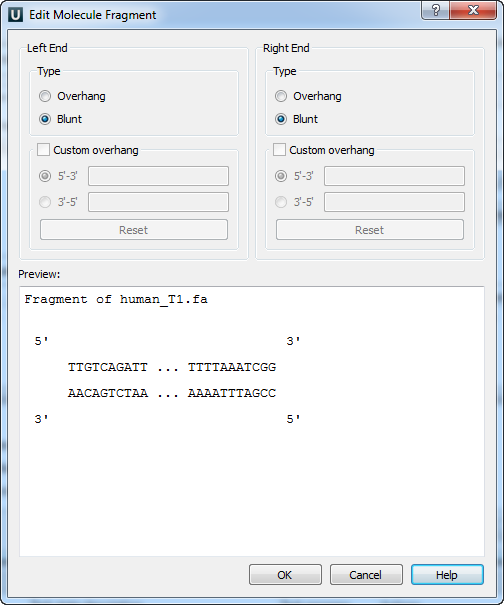 U Edit Molecule Fragment ?
Left End
Right End
Type
Type
Overhang
Overhang
Blunt
Blunt
Custom overhang
Custom overhang
5'-3'
5'-3'
3'-5'
3'-5'
Reset
Reset
Preview:
Fragment of human_T1.fa
5' 3'
TTGTCAGATT ... TTTTAAATCGG
AACAGTCTAA ... AAAATTTAGCC
3' 5'
OK Cancel Help